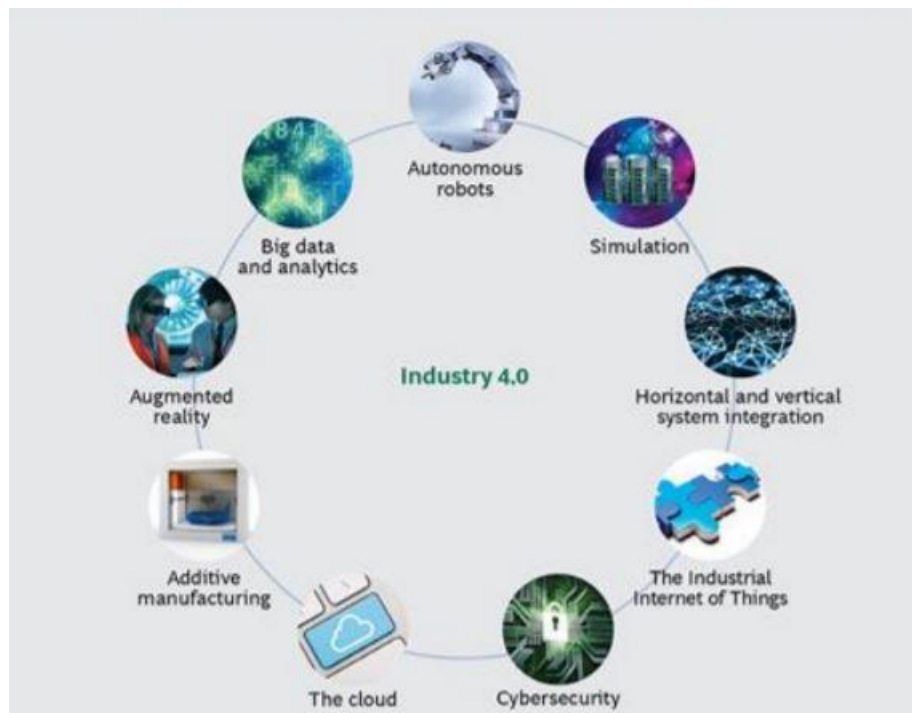 Autonomous
robots
Simulation
Horizontal and vertical
system integration
The Industrial
Internet of Things
Cybersecurity
The cloud
Additive
manufacturing
Augmented
reality
Big data
and analytics
Industry 4.0